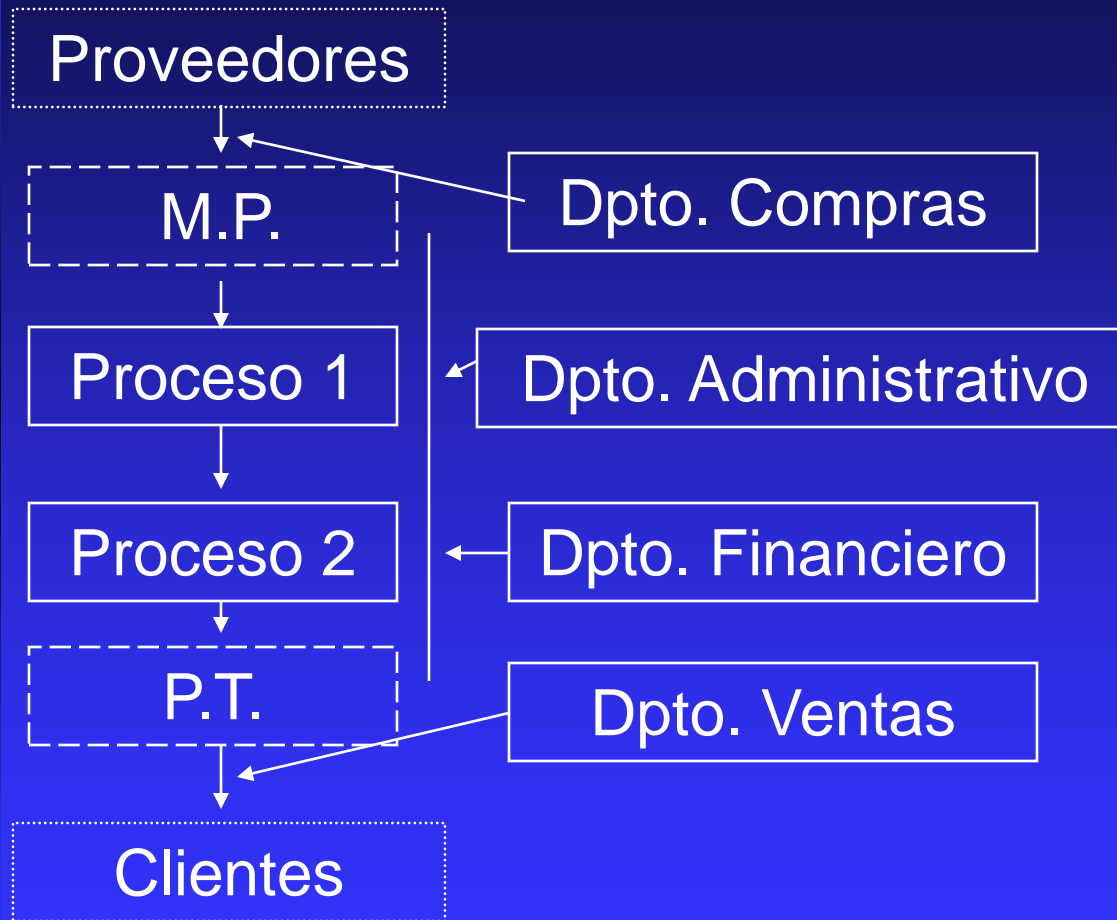 Proveedores
M.P.
Dpto. Compras
Proceso 1
Dpto. Administrativo
Proceso 2
Dpto. Financiero
P.T.
Dpto. Ventas
Clientes